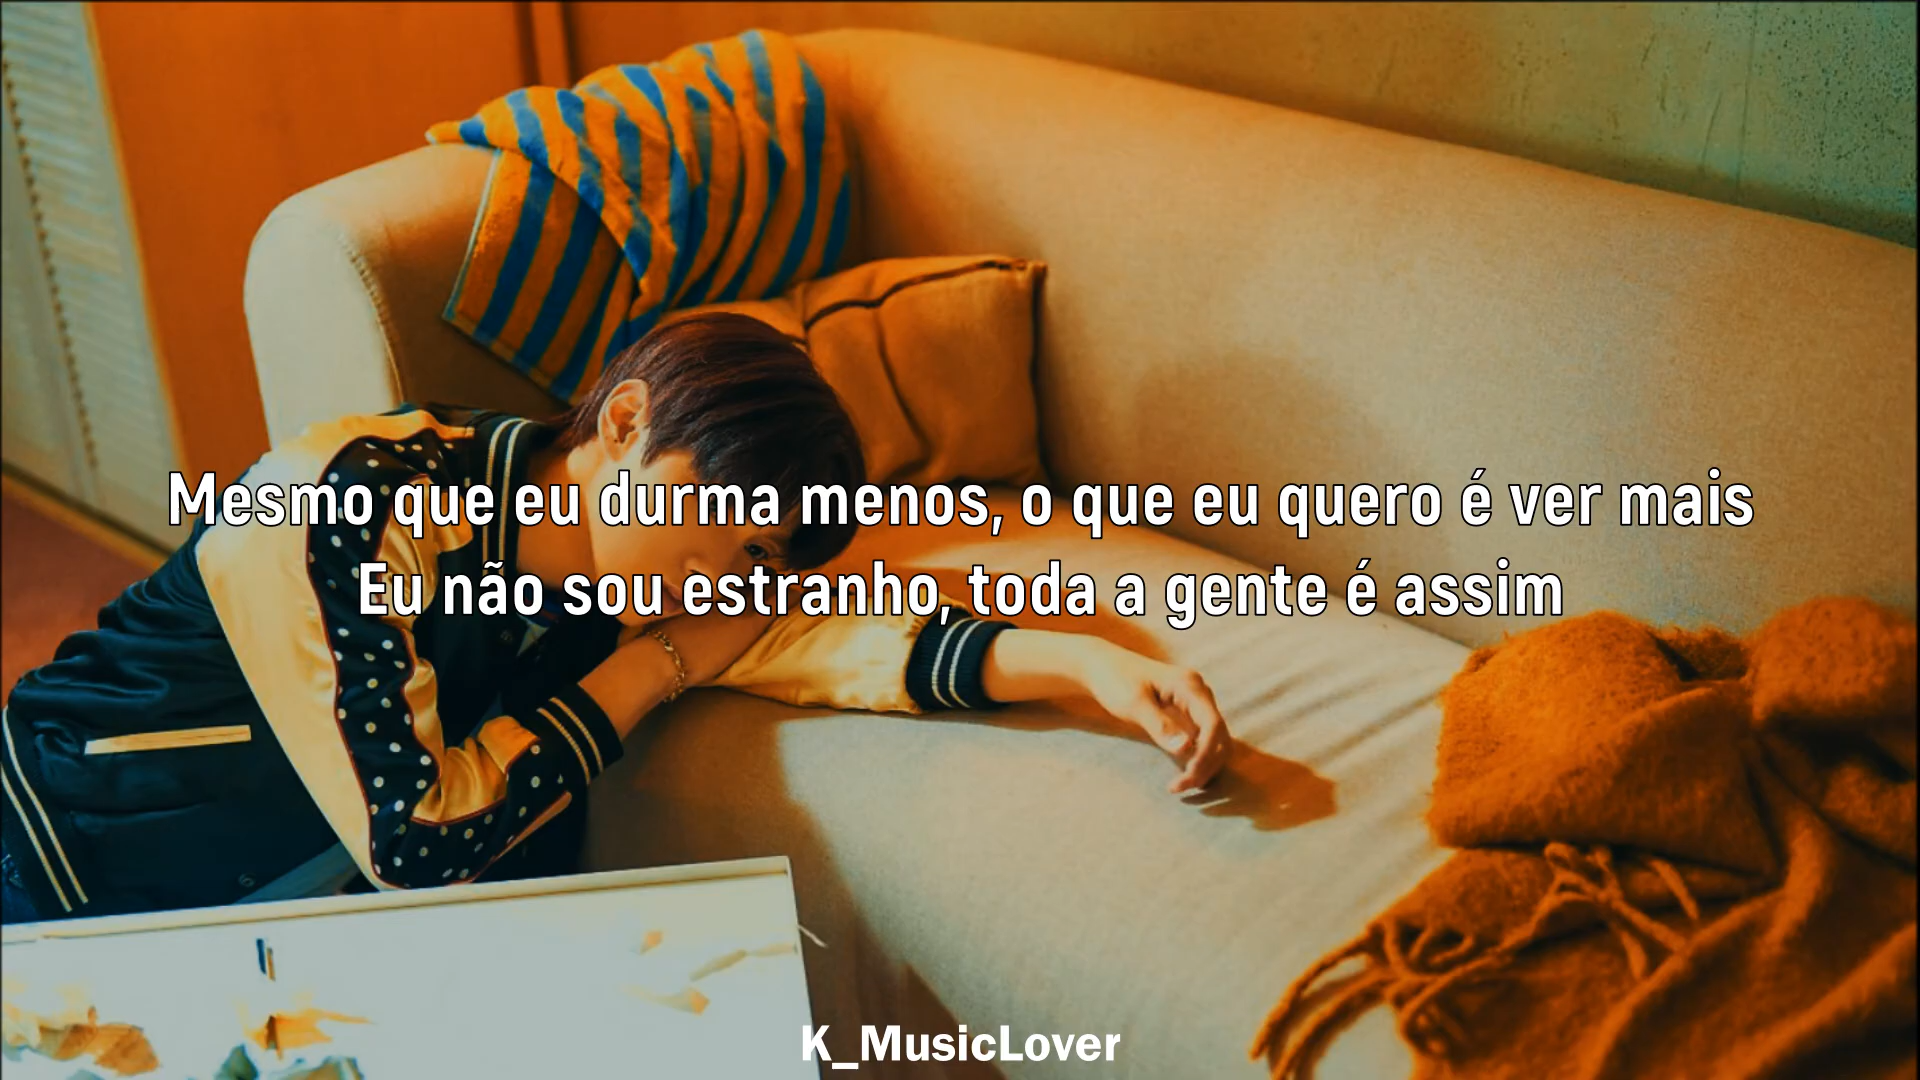 Mesmo que eu durma menos, o que eu quero é ver mais
Eu não sou estranho, toda a gente é assim
K_MusicLover